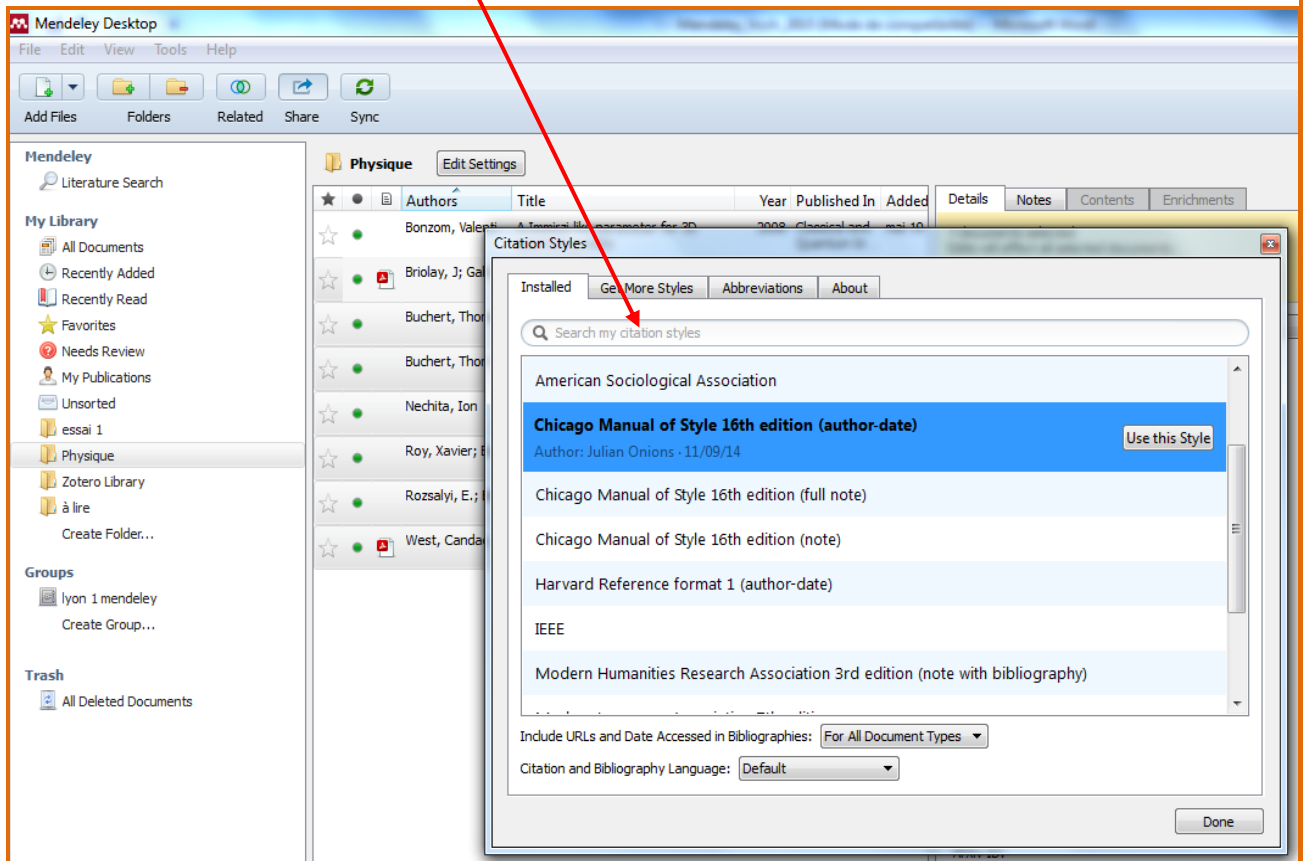 Mendeley Desktop
File Edit View Tools Help
Add Files Folders Related Share Sync
Mendeley
Literature Search
My Library
All Documents
Recently Added
Recently Read
Favorites
Needs Review
My Publications
Unsorted
essai 1
Physique
Zotero Library
à lire
Create Folder...
Groups
lyon 1 mendeley
Create Group...
Trash
All Deleted Documents
Physique Edit Settings
Authors Title Year Published In Added
Bonzom, Valenti
Briolay, J; Gal
Buchert, Thor
Buchert, Thor
Nechita, Ion
Roy, Xavier;
Rozsalyi, E.;
West, Canda
Details Notes Contents Enrichments
Citation Styles
Installed Get More Styles Abbreviations About
Search my citation styles
American Sociological Association
Chicago Manual of Style 16th edition (author-date)
Use this Style
Author: Julian Onions - 11/09/14
Chicago Manual of Style 16th edition (full note)
Chicago Manual of Style 16th edition (note)
Harvard Reference format 1 (author-date)
IEEE
Modern Humanities Research Association 3rd edition (note with bibliography)
Include URLs and Date Accessed in Bibliographies: For All Document Types
Citation and Bibliography Language: Default
Done